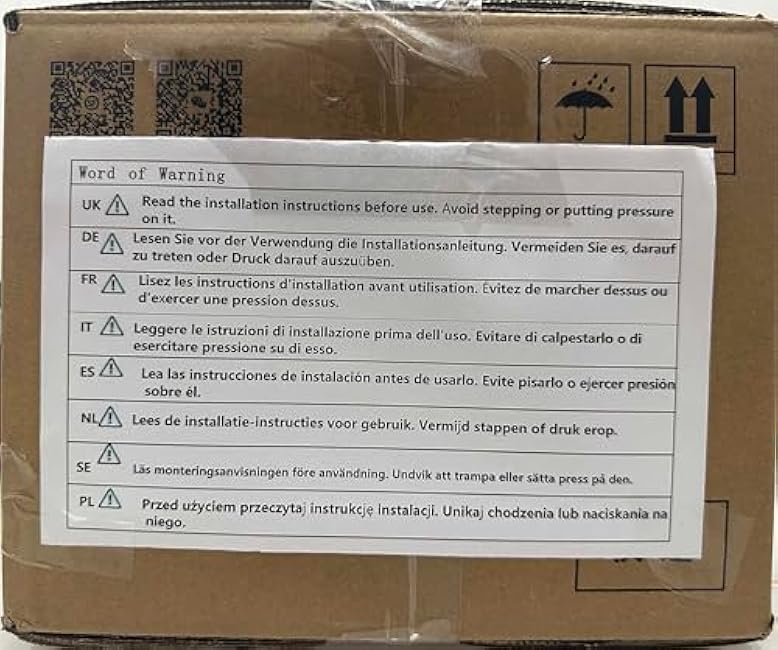 Word of Warning
UK Read the installation instructions before use. Avoid stepping or putting pressure
on it.
DE Lesen Sie vor der Verwendung die Installationsanleitung. Vermeiden Sie es, darauf
zu treten oder Druck darauf auszuüben.
FR Lisez les instructions d'installation avant utilisation. Évitez de marcher dessus ou
d'exercer une pression dessus.
IT Leggere le istruzioni di installazione prima dell'uso. Evitare di calpestarlo o di
esercitare pressione su di esso.
ES Lea las instrucciones de instalación antes de usarlo. Evite pisarlo o ejercer presión
sobre él.
NL Lees de installatie-instructies voor gebruik. Vermijd stappen of druk erop.
SE Läs monteringsanvisningen före användning. Undvik att trampa eller sätta press på den.
PL Przed użyciem przeczytaj instrukcję instalacji. Unikaj chodzenia lub naciskania na
niego.